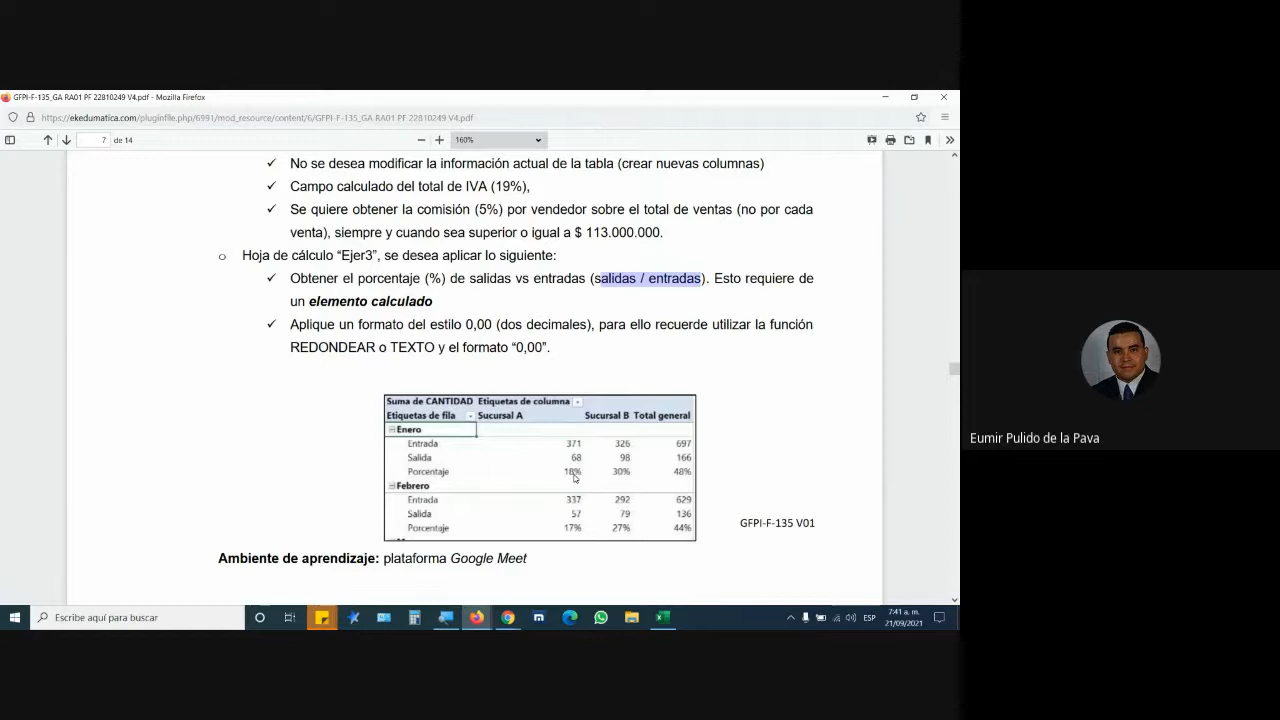 GFPI-F-135_GA RA01 PF 22810249 V4.pdf - Mozilla Firefox
https://ekedumatica.com/pluginfile.php/6991/mod_resource/content/6/GFPI-F-135_GA RA01 PF 22810249 V4.pdf
7 de 14
160%
✓ No se desea modificar la información actual de la tabla (crear nuevas columnas)
✓ Campo calculado del total de IVA (19%),
✓ Se quiere obtener la comisión (5%) por vendedor sobre el total de ventas (no por cada
venta), siempre y cuando sea superior o igual a $ 113.000.000.
o Hoja de cálculo “Ejer3”, se desea aplicar lo siguiente:
✓ Obtener el porcentaje (%) de salidas vs entradas (salidas / entradas). Esto requiere de
un elemento calculado
✓ Aplique un formato del estilo 0,00 (dos decimales), para ello recuerde utilizar la función
REDONDEAR o TEXTO y el formato “0,00”.
Suma de CANTIDAD Etiquetas de columna
Etiquetas de fila Sucursal A Sucursal B Total general
Enero
Entrada 371 326 697
Salida 68 98 166
Porcentaje 18% 30% 48%
Febrero
Entrada 337 292 629
Salida 57 79 136
Porcentaje 17% 27% 44%
GFPI-F-135 V01
Ambiente de aprendizaje: plataforma Google Meet
Eumir Pulido de la Pava
Escribe aquí para buscar
ESP
7:41 a. m.
21/09/2021